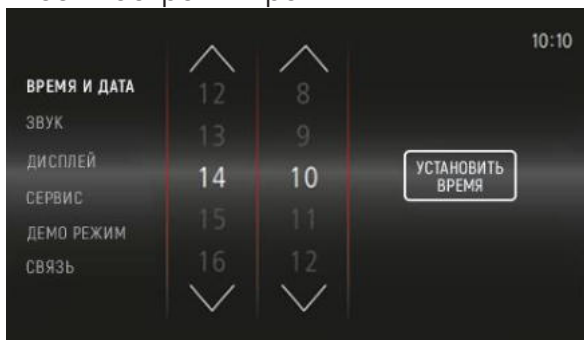 10:10
ВРЕМЯ И ДАТА
ЗВУК
ДИСПЛЕЙ
СЕРВИС
ДЕМО РЕЖИМ
СВЯЗЬ
12 8
13 9
14 10
15 11
16 12
УСТАНОВИТЬ
ВРЕМЯ